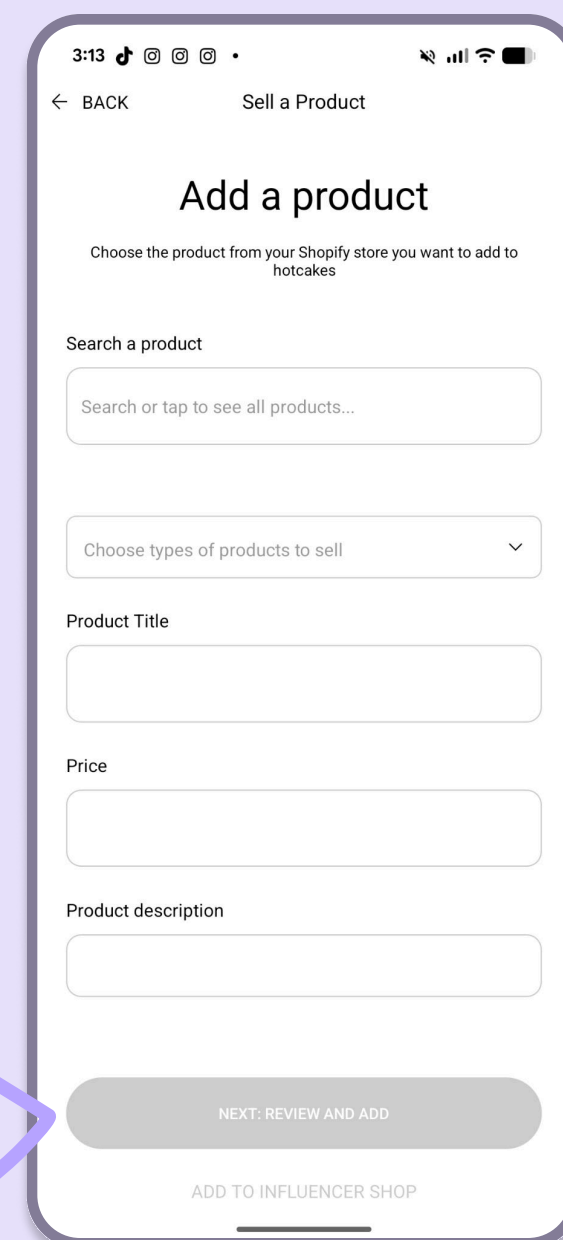 3:13
← BACK
Sell a Product
Add a product
Choose the product from your Shopify store you want to add to
hotcakes
Search a product
Search or tap to see all products...
Choose types of products to sell
Product Title
Price
Product description
NEXT: REVIEW AND ADD
ADD TO INFLUENCER SHOP